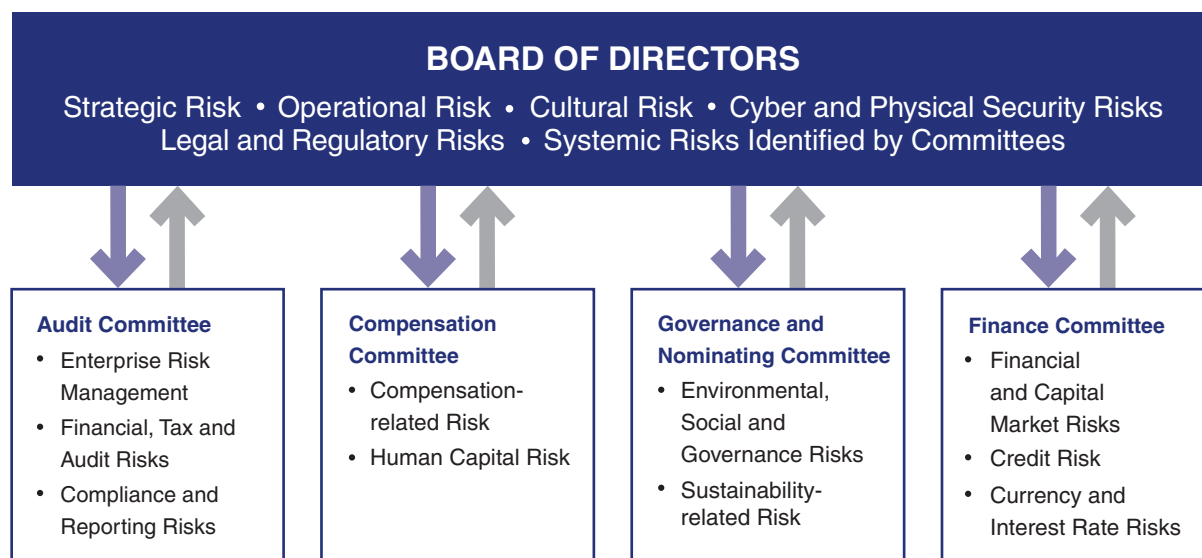 BOARD OF DIRECTORS
Strategic Risk • Operational Risk • Cultural Risk • Cyber and Physical Security Risks
Legal and Regulatory Risks • Systemic Risks Identified by Committees
Audit Committee
• Enterprise Risk
Management
• Financial, Tax and
Audit Risks
• Compliance and
Reporting Risks
Compensation
Committee
• Compensation-
related Risk
• Human Capital Risk
Governance and
Nominating Committee
• Environmental,
Social and
Governance Risks
• Sustainability-
related Risk
Finance Committee
• Financial
and Capital
Market Risks
• Credit Risk
• Currency and
Interest Rate Risks